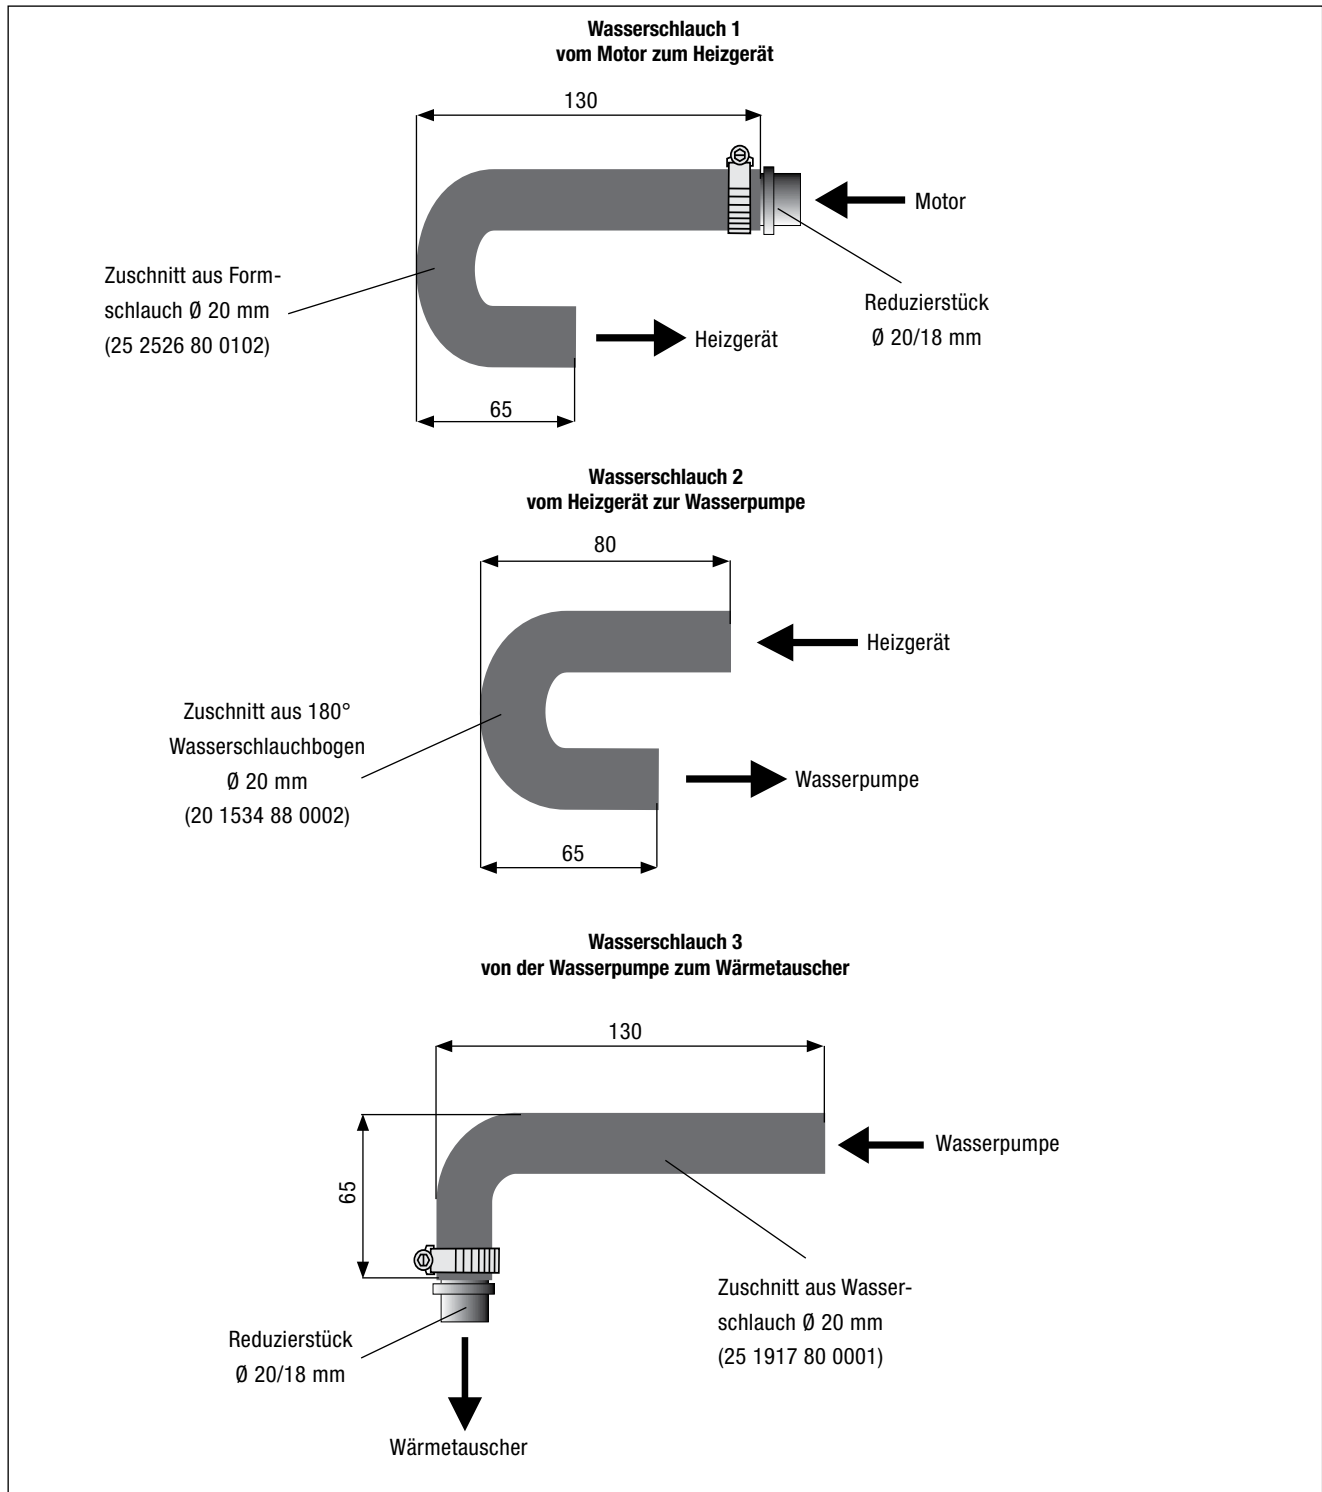 Wasserschlauch 1
vom Motor zum Heizgerät
130
Motor
Zuschnitt aus Form-
schlauch Ø 20 mm
(25 2526 80 0102)
Reduzierstück
Ø 20/18 mm
Heizgerät
65
Wasserschlauch 2
vom Heizgerät zur Wasserpumpe
80
Heizgerät
Zuschnitt aus 180°
Wasserschlauchbogen
Ø 20 mm
(20 1534 88 0002)
Wasserpumpe
65
Wasserschlauch 3
von der Wasserpumpe zum Wärmetauscher
130
Wasserpumpe
65
Zuschnitt aus Wasser-
schlauch Ø 20 mm
(25 1917 80 0001)
Reduzierstück
Ø 20/18 mm
Wärmetauscher